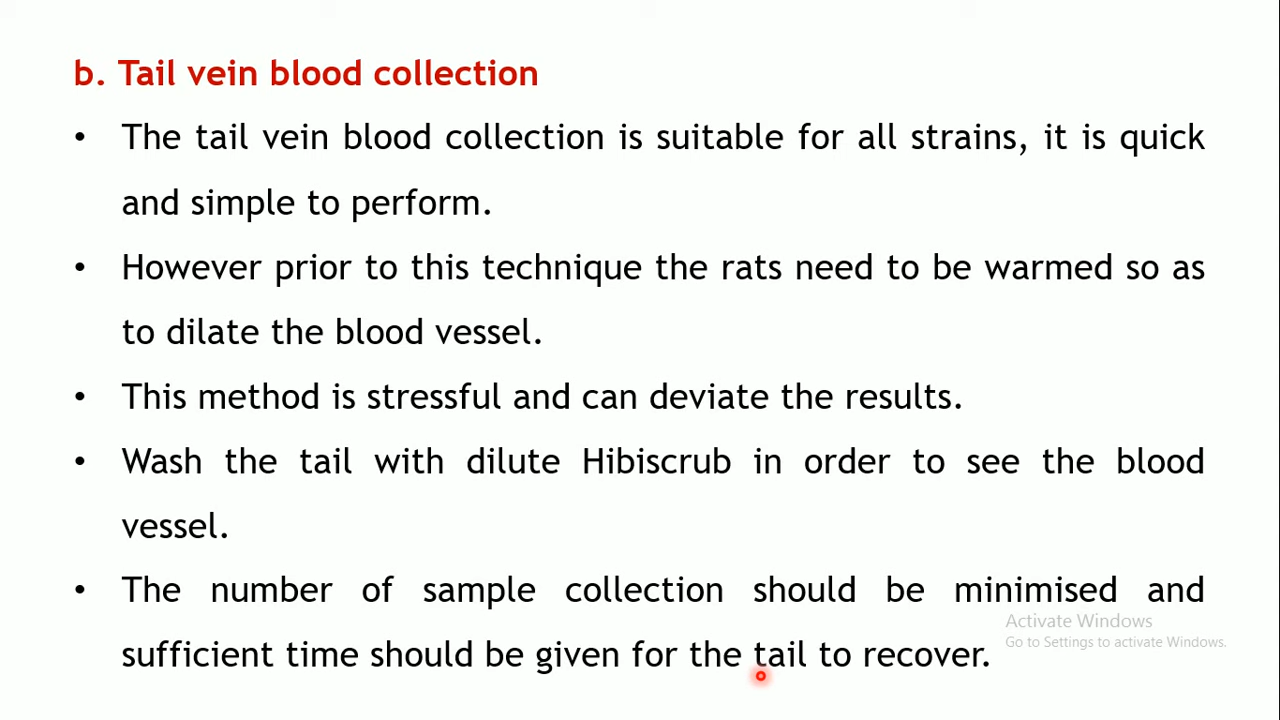 b. Tail vein blood collection
• The tail vein blood collection is suitable for all strains, it is quick
and simple to perform.
• However prior to this technique the rats need to be warmed so as
to dilate the blood vessel.
• This method is stressful and can deviate the results.
• Wash the tail with dilute Hibiscrub in order to see the blood
vessel.
• The number of sample collection should be minimised and
sufficient time should be given for the tail to recover.
Activate Windows
Go to Settings to activate Windows.